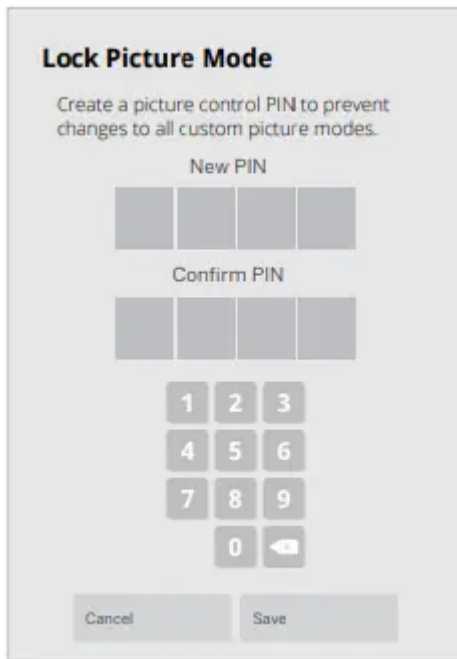 Lock Picture Mode
Create a picture control PIN to prevent
changes to all custom picture modes.
New PIN
Confirm PIN
1 2 3
4 5 6
7 8 9
0
Cancel Save